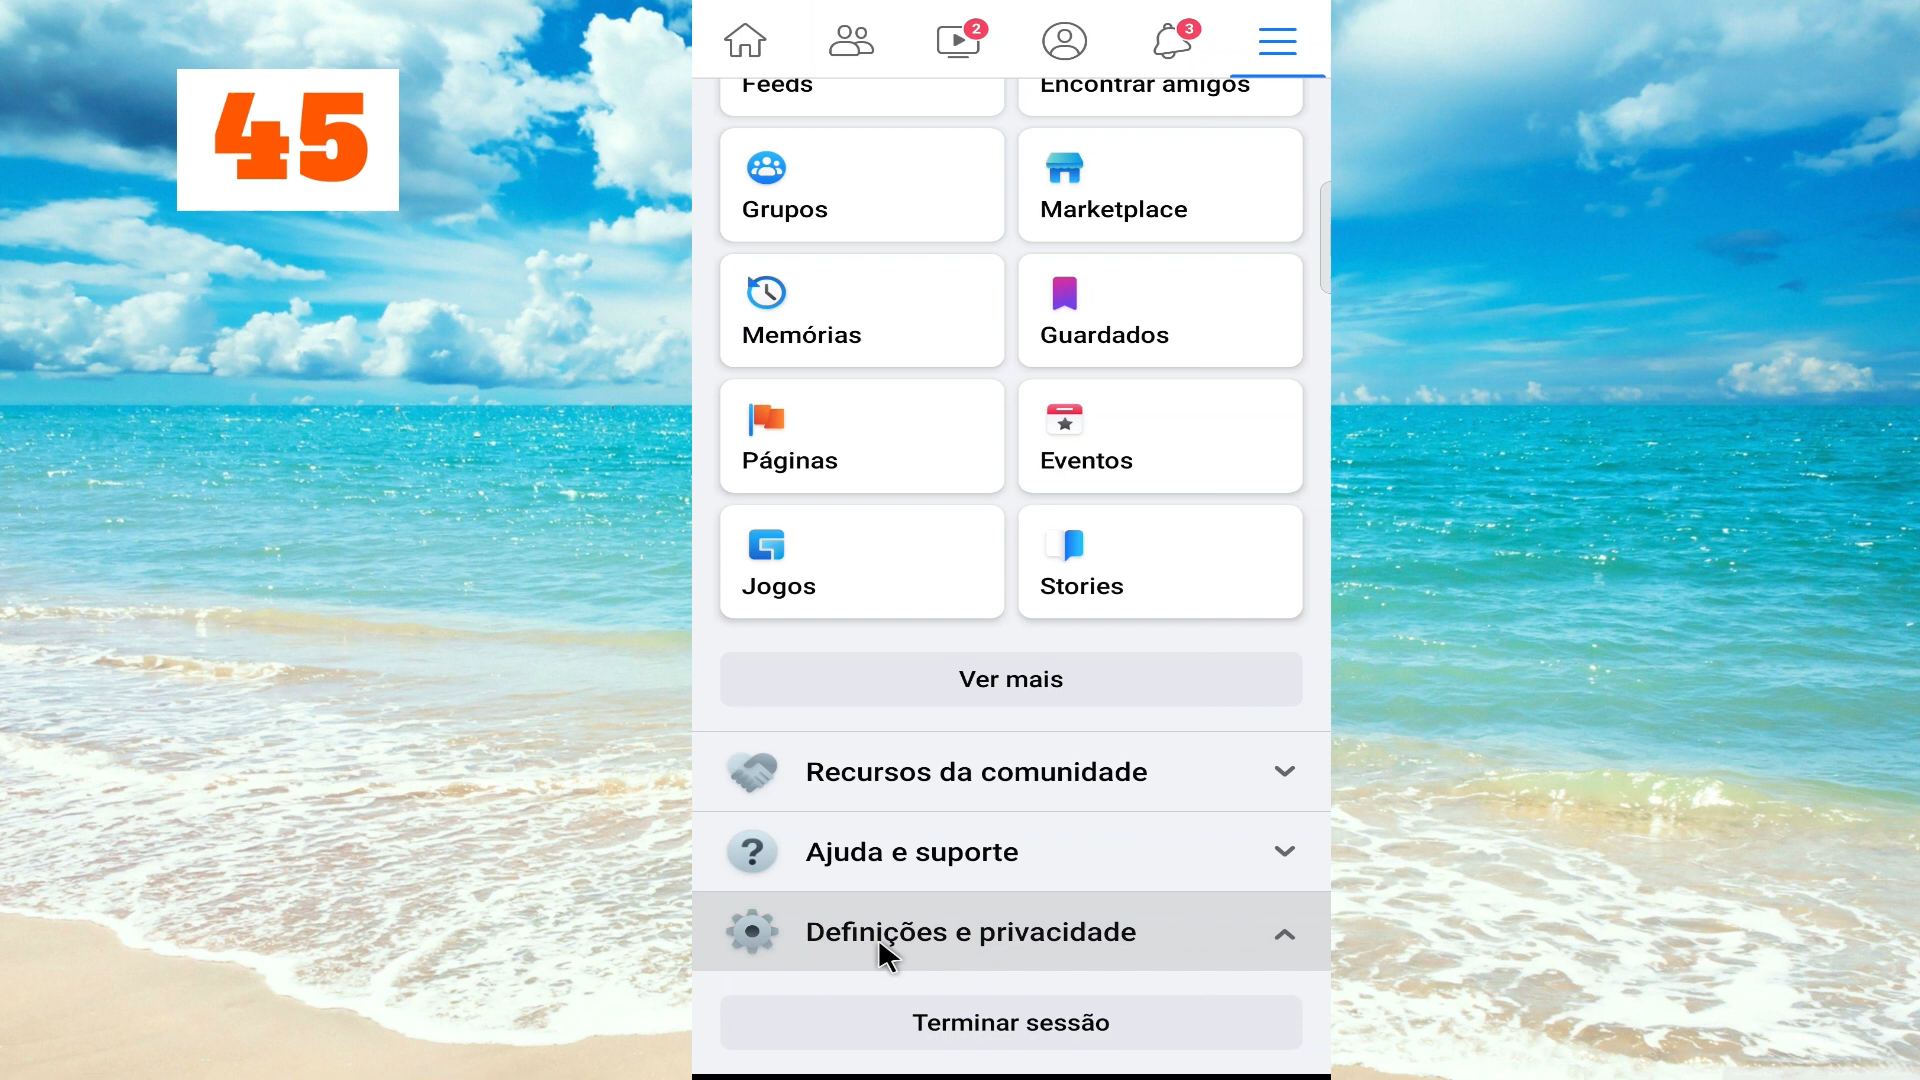 45
2
3
Feeds
Encontrar amigos
Grupos
Marketplace
Memórias
Guardados
Páginas
Eventos
Jogos
Stories
Ver mais
Recursos da comunidade
?
Ajuda e suporte
Definições e privacidade
Terminar sessão